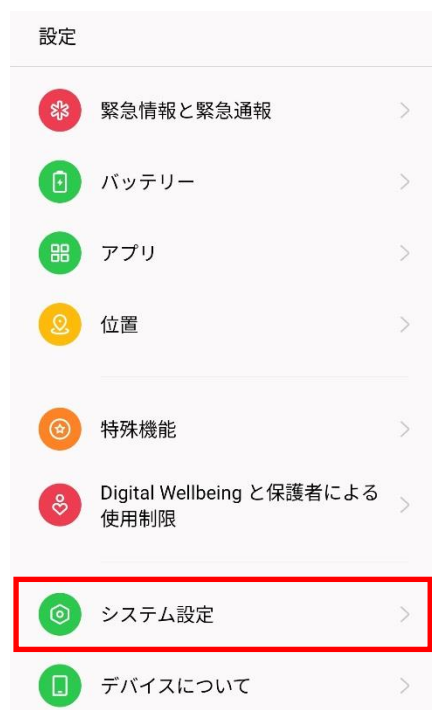 設定
緊急情報と緊急通報
バッテリー
アプリ
位置
特殊機能
Digital Wellbeing と保護者による
使用制限
システム設定
デバイスについて